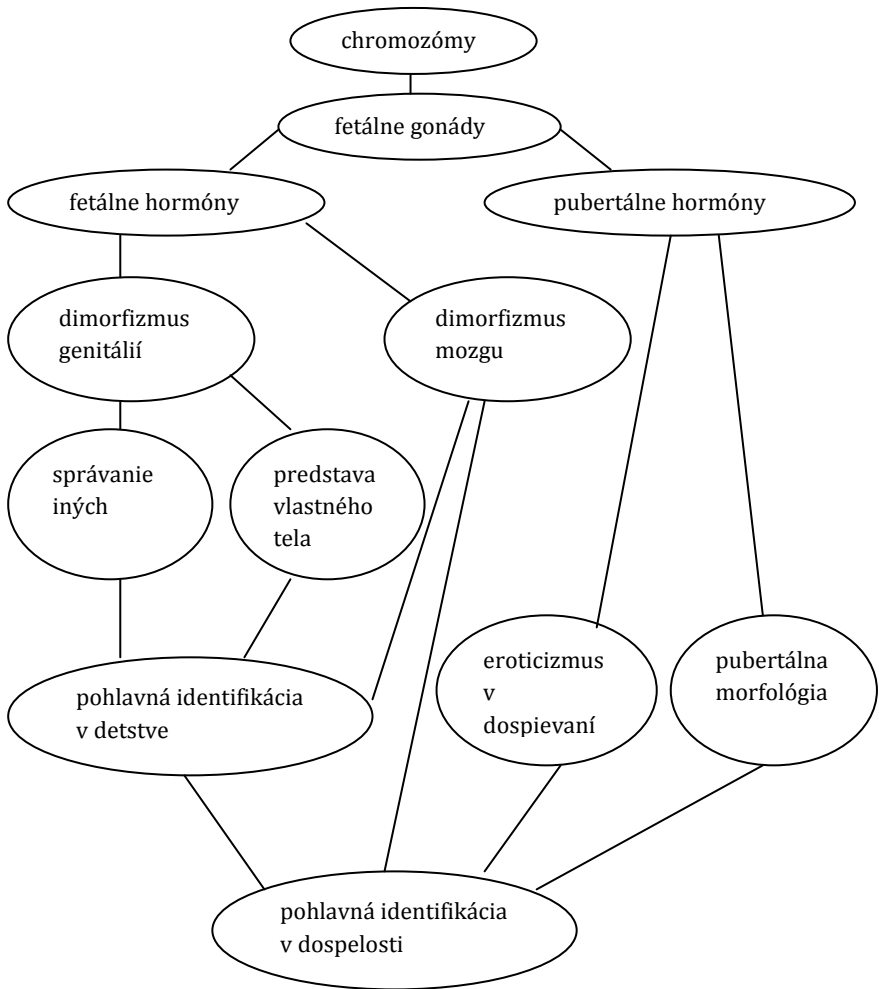 chromozómy
fetálne gonády
fetálne hormóny
pubertálne hormóny
dimorfizmus
genitálií
dimorfizmus
mozgu
správanie
iných
predstava
vlastného
tela
pohlavná identifikácia
v detstve
eroticizmus
v
dospievaní
pubertálna
morfológia
pohlavná identifikácia
v dospelosti